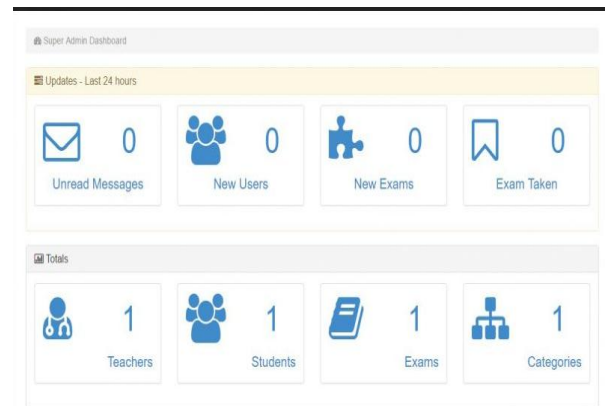 Super Admin Dashboard
Updates - Last 24 hours
0
Unread Messages
0
New Users
0
New Exams
0
Exam Taken
Totals
1
Teachers
1
Students
1
Exams
1
Categories